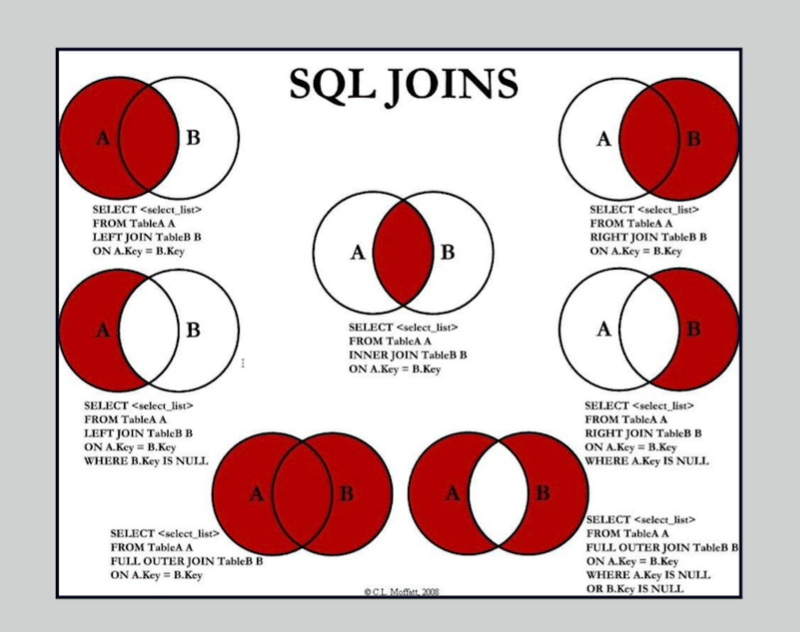 SQL JOINS
A B
SELECT <select_list>
FROM TableA A
LEFT JOIN TableB B
ON A.Key = B.Key
A B
SELECT <select_list>
FROM TableA A
RIGHT JOIN TableB B
ON A.Key = B.Key
A B
SELECT <select_list>
FROM TableA A
INNER JOIN TableB B
ON A.Key = B.Key
A B
SELECT <select_list>
FROM TableA A
LEFT JOIN TableB B
ON A.Key = B.Key
WHERE B.Key IS NULL
A B
SELECT <select_list>
FROM TableA A
RIGHT JOIN TableB B
ON A.Key = B.Key
WHERE A.Key IS NULL
A B
SELECT <select_list>
FROM TableA A
FULL OUTER JOIN TableB B
ON A.Key = B.Key
A B
SELECT <select_list>
FROM TableA A
FULL OUTER JOIN TableB B
ON A.Key = B.Key
WHERE A.Key IS NULL
OR B.Key IS NULL
© C.L. Moffatt, 2008